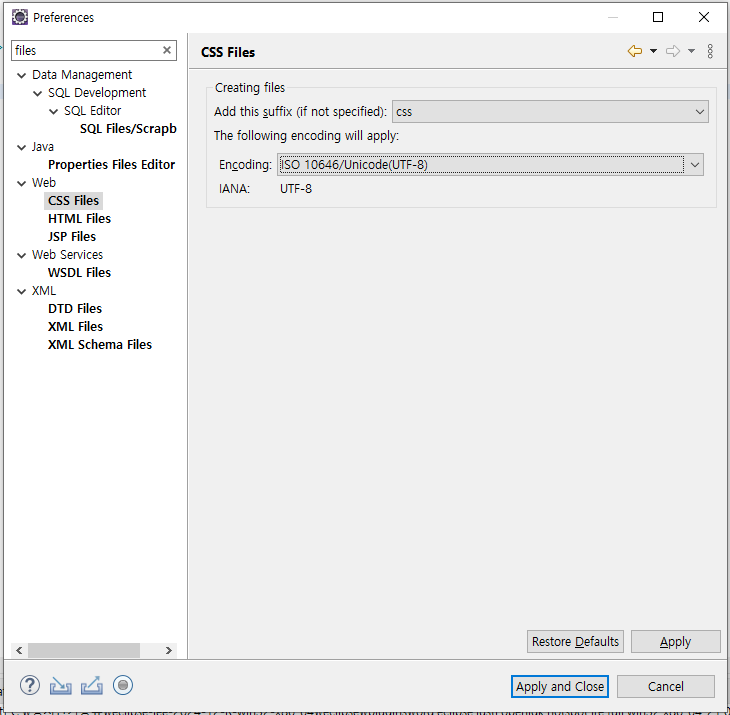 Preferences
files
Data Management
SQL Development
SQL Editor
SQL Files/Scrapb
Java
Properties Files Editor
Web
CSS Files
HTML Files
JSP Files
Web Services
WSDL Files
XML
DTD Files
XML Files
XML Schema Files
CSS Files
Creating files
Add this suffix (if not specified): css
The following encoding will apply:
Encoding: ISO 10646/Unicode(UTF-8)
IANA: UTF-8
Restore Defaults Apply
Apply and Close Cancel